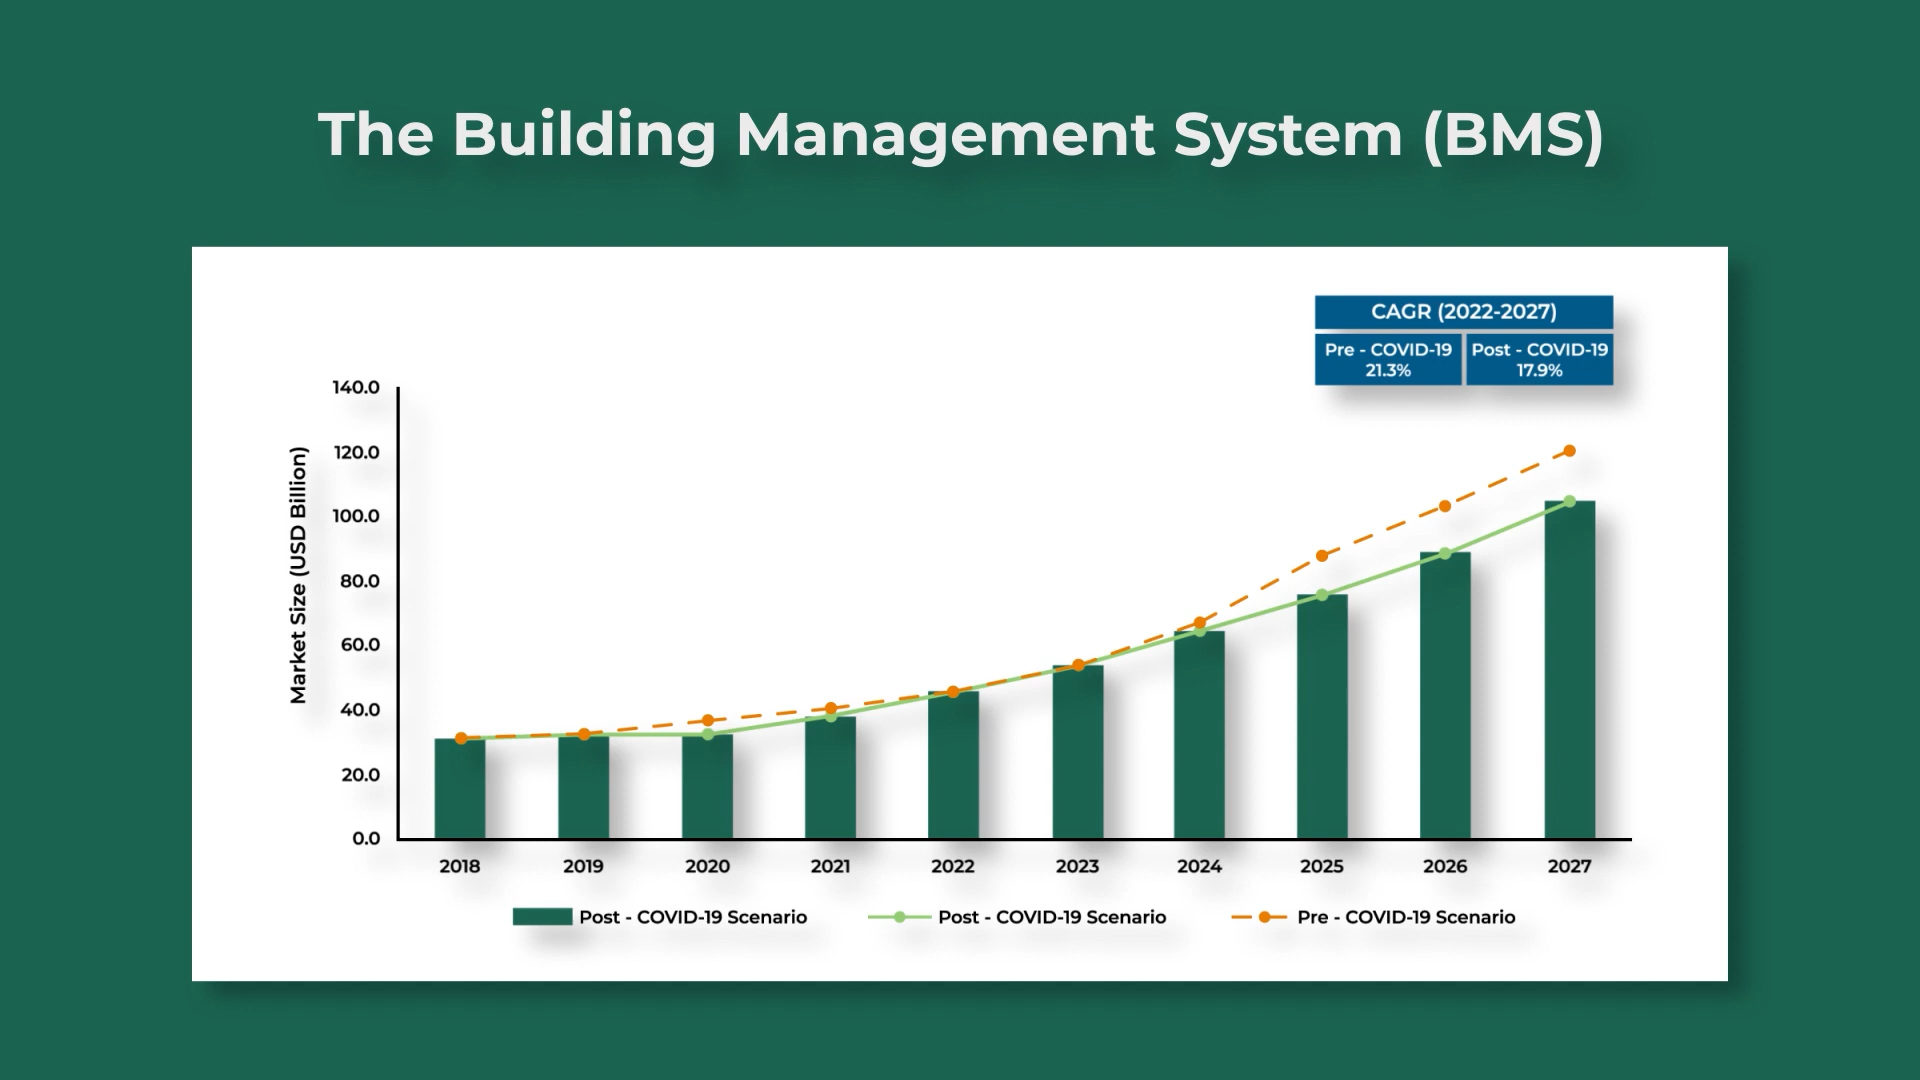 The Building Management System (BMS)
CAGR (2022-2027)
Pre - COVID-19
21.3%
Post - COVID-19
17.9%
Market Size (USD Billion)
140.0
120.0
100.0
80.0
60.0
40.0
20.0
0.0
2018 2019 2020 2021 2022 2023 2024 2025 2026 2027
Post - COVID-19 Scenario Post - COVID-19 Scenario Pre - COVID-19 Scenario